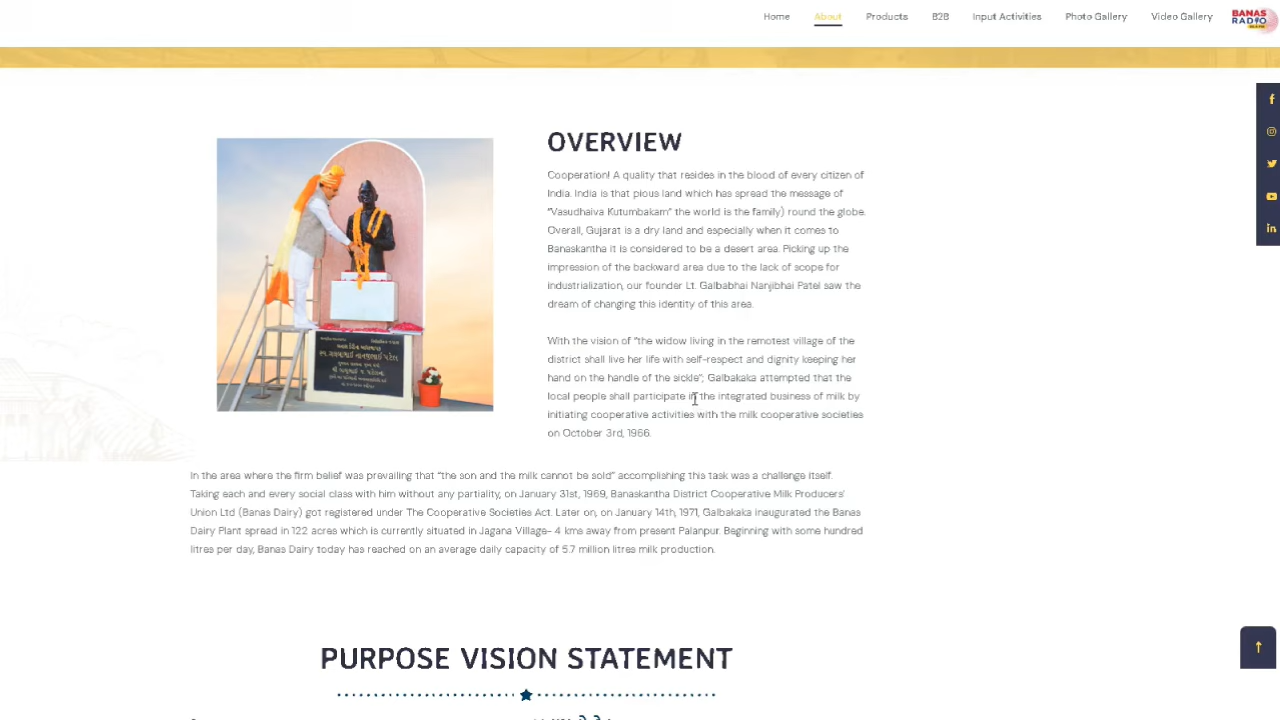 Home About Products B2B Input Activities Photo Gallery Video Gallery
BANAS
RADIO
OVERVIEW
Cooperation! A quality that resides in the blood of every citizen of
India. India is that pious land which has spread the message of
"Vasudhaiva Kutumbakam" the world is the family) round the globe.
Overall, Gujarat is a dry land and especially when it comes to
Banaskantha it is considered to be a desert area. Picking up the
impression of the backward area due to the lack of scope for
industrialization, our founder Lt. Galbabhai Nanjibhai Patel saw the
dream of changing this identity of this area.
With the vision of "the widow living in the remotest village of the
district shall live her life with self-respect and dignity keeping her
hand on the handle of the sickle"; Galbakaka attempted that the
local people shall participate in the integrated business of milk by
initiating cooperative activities with the milk cooperative societies
on October 3rd, 1966.
In the area where the firm belief was prevailing that "the son and the milk cannot be sold" accomplishing this task was a challenge itself.
Taking each and every social class with him without any partiality, on January 31st, 1969, Banaskantha District Cooperative Milk Producers'
Union Ltd (Banas Dairy) got registered under The Cooperative Societies Act. Later on, on January 14th, 1971, Galbakaka inaugurated the Banas
Dairy Plant spread in 122 acres which is currently situated in Jagana Village- 4 kms away from present Palanpur. Beginning with some hundred
litres per day, Banas Dairy today has reached on an average daily capacity of 5.7 million litres milk production.
PURPOSE VISION STATEMENT